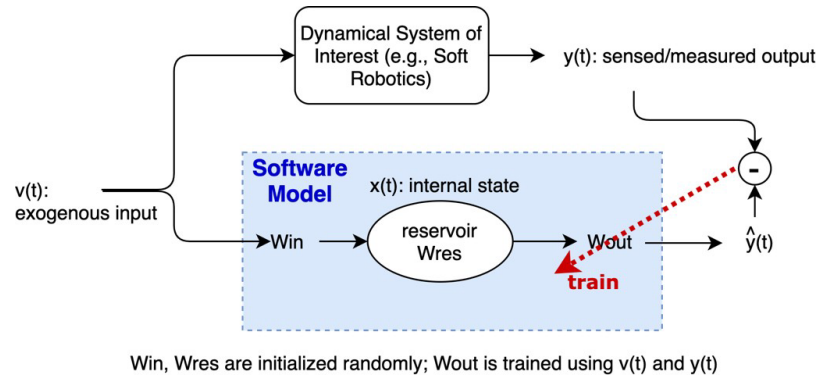 Dynamical System of
Interest (e.g., Soft
Robotics)
y(t): sensed/measured output
Software
Model
x(t): internal state
v(t):
exogenous input
-
Win
reservoir
Wres
Wout
ŷ(t)
train
Win, Wres are initialized randomly; Wout is trained using v(t) and y(t)